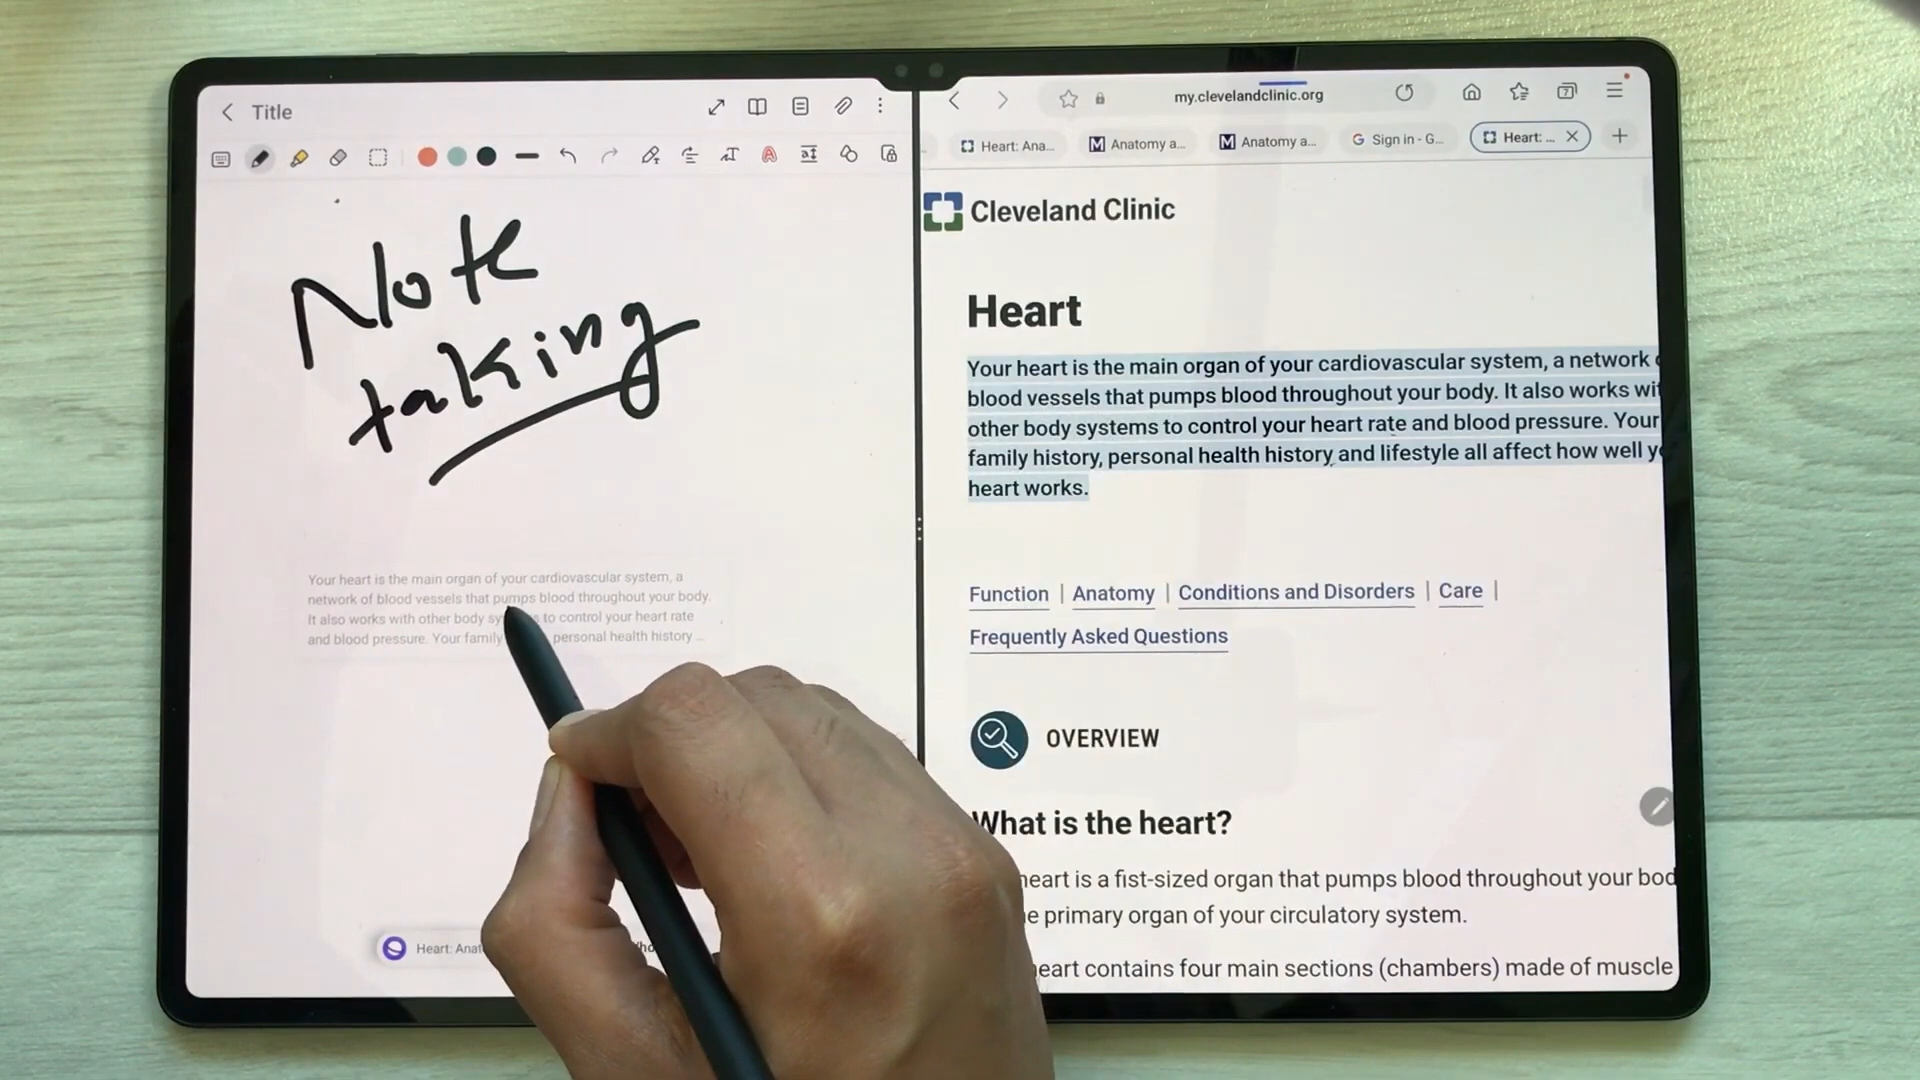 Title
Note
taking
Your heart is the main organ of your cardiovascular system, a
network of blood vessels that pumps blood throughout your body.
It also works with other body to control your heart rate
and blood pressure. Your family personal health history ...
Heart: Anat
my.clevelandclinic.org
7
Heart: Ana...
M Anatomy a...
M Anatomy a...
G Sign in - G...
Heart: ...
Cleveland Clinic
Heart
Your heart is the main organ of your cardiovascular system, a network
blood vessels that pumps blood throughout your body. It also works wit
other body systems to control your heart rate and blood pressure. Your
family history, personal health history and lifestyle all affect how well y
heart works.
Function | Anatomy | Conditions and Disorders | Care |
Frequently Asked Questions
OVERVIEW
What is the heart?
heart is a fist-sized organ that pumps blood throughout your bod
e primary organ of your circulatory system.
heart contains four main sections (chambers) made of muscle